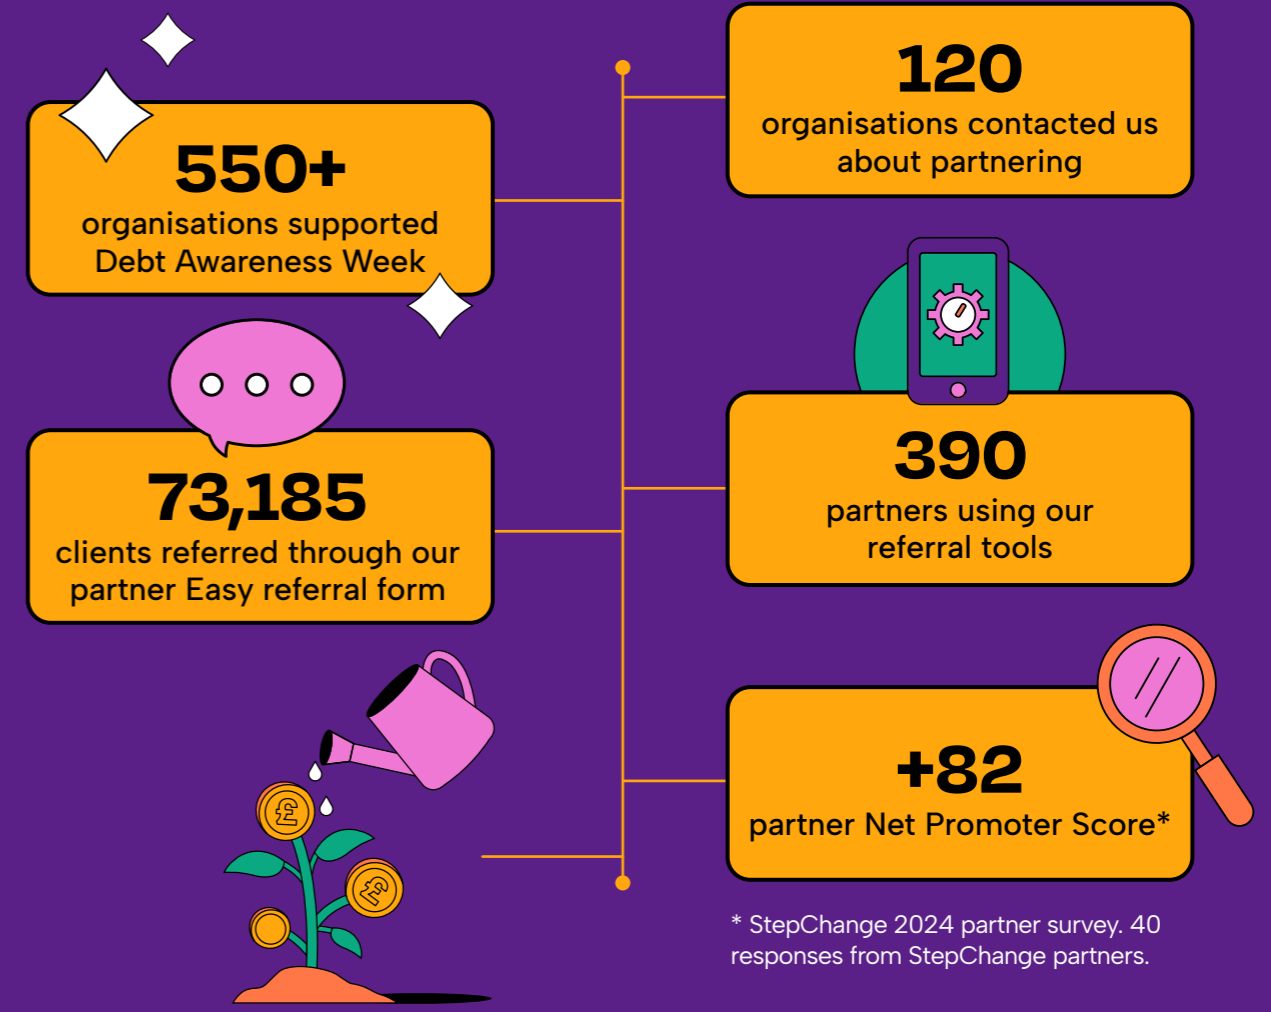 550+
organisations supported
Debt Awareness Week
120
organisations contacted us
about partnering
73,185
clients referred through our
partner Easy referral form
390
partners using our
referral tools
£
£
+82
partner Net Promoter Score*
* StepChange 2024 partner survey. 40
responses from StepChange partners.